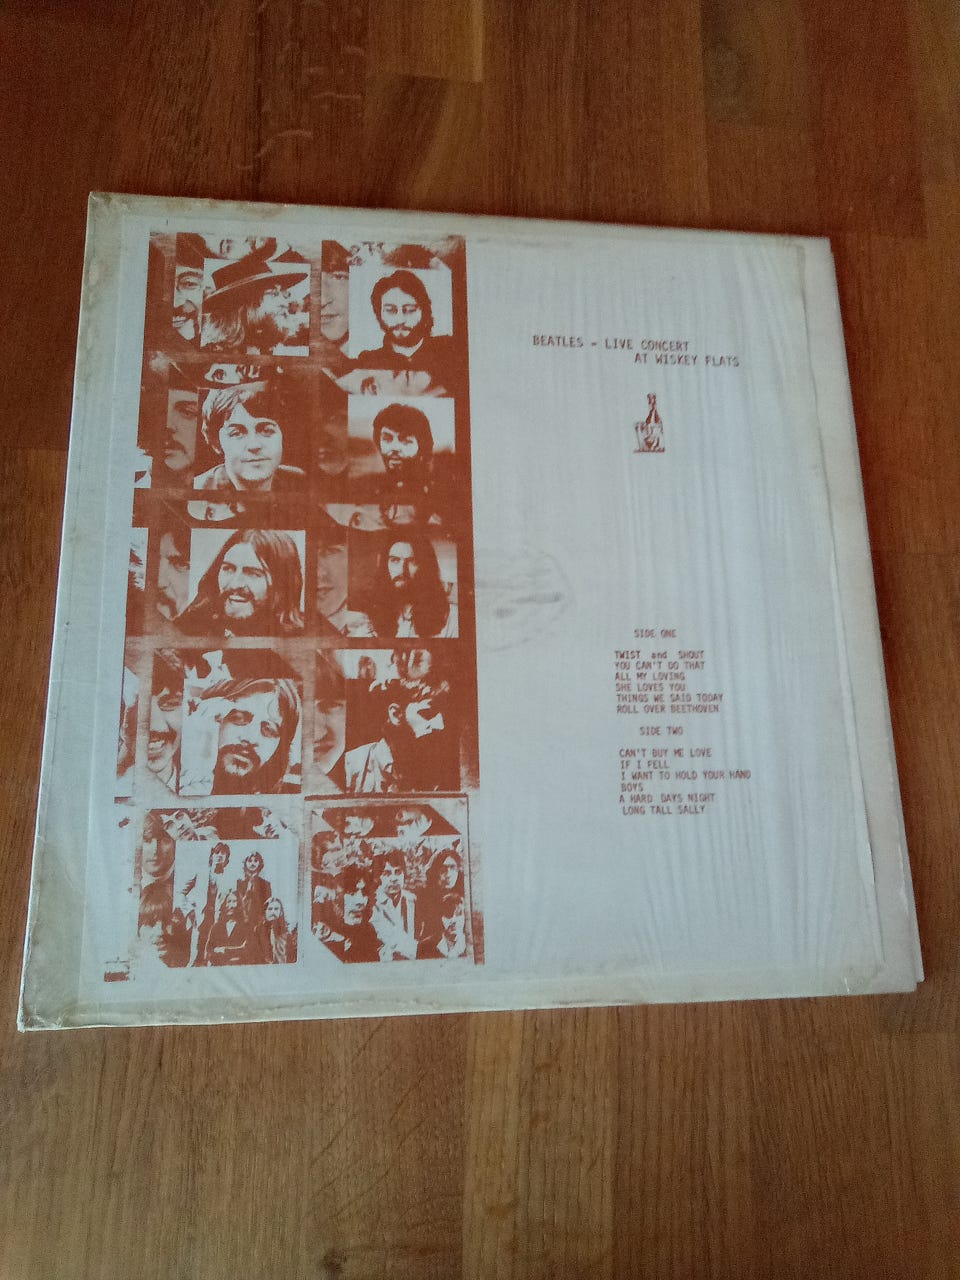 BEATLES - LIVE CONCERT
AT WISKEY FLATS
SIDE ONE
TWIST and SHOUT
YOU CAN'T DO THAT
ALL MY LOVING
SHE LOVES YOU
THINGS WE SAID TODAY
ROLL OVER BEETHOVEN
SIDE TWO
CAN'T BUY ME LOVE
IF I FELL
I WANT TO HOLD YOUR HAND
BOYS
A HARD DAYS NIGHT
LONG TALL SALLY